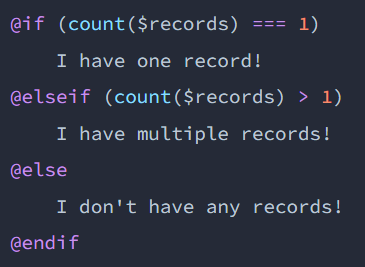 @if (count($records) === 1)
    I have one record!
@elseif (count($records) > 1)
    I have multiple records!
@else
    I don't have any records!
@endif